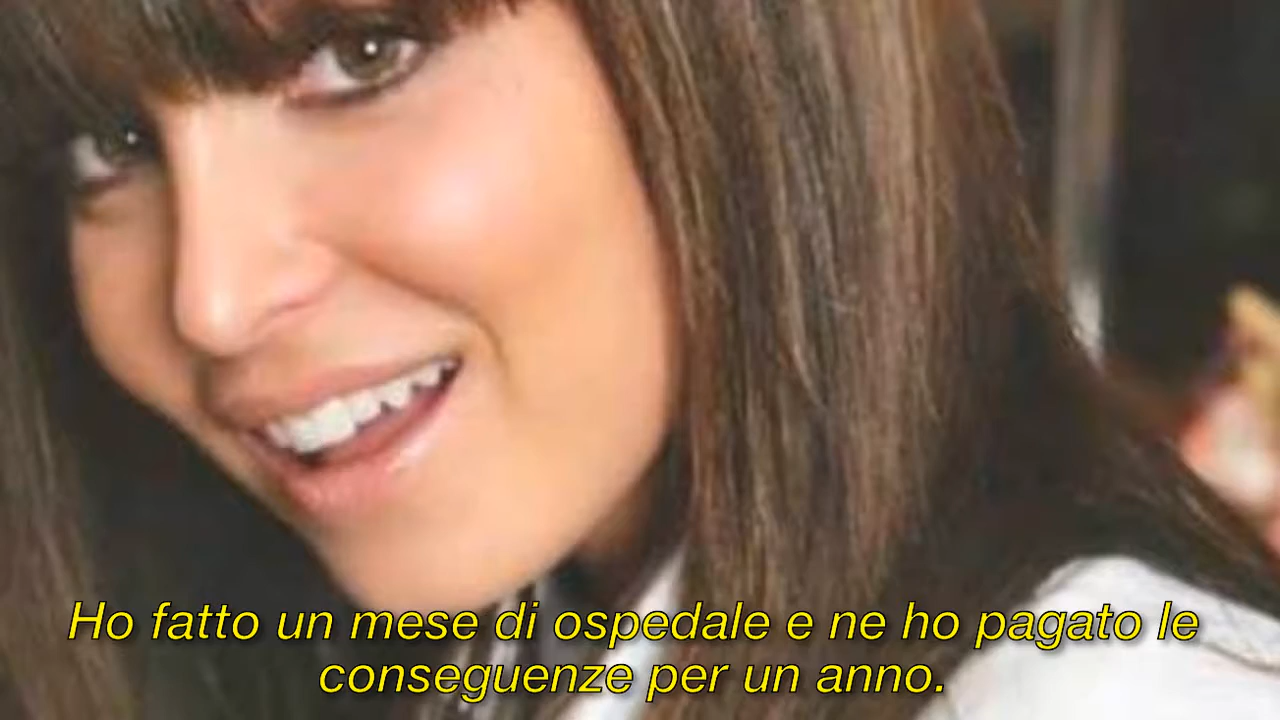 Ho fatto un mese di ospedale e ne ho pagato le
conseguenze per un anno.